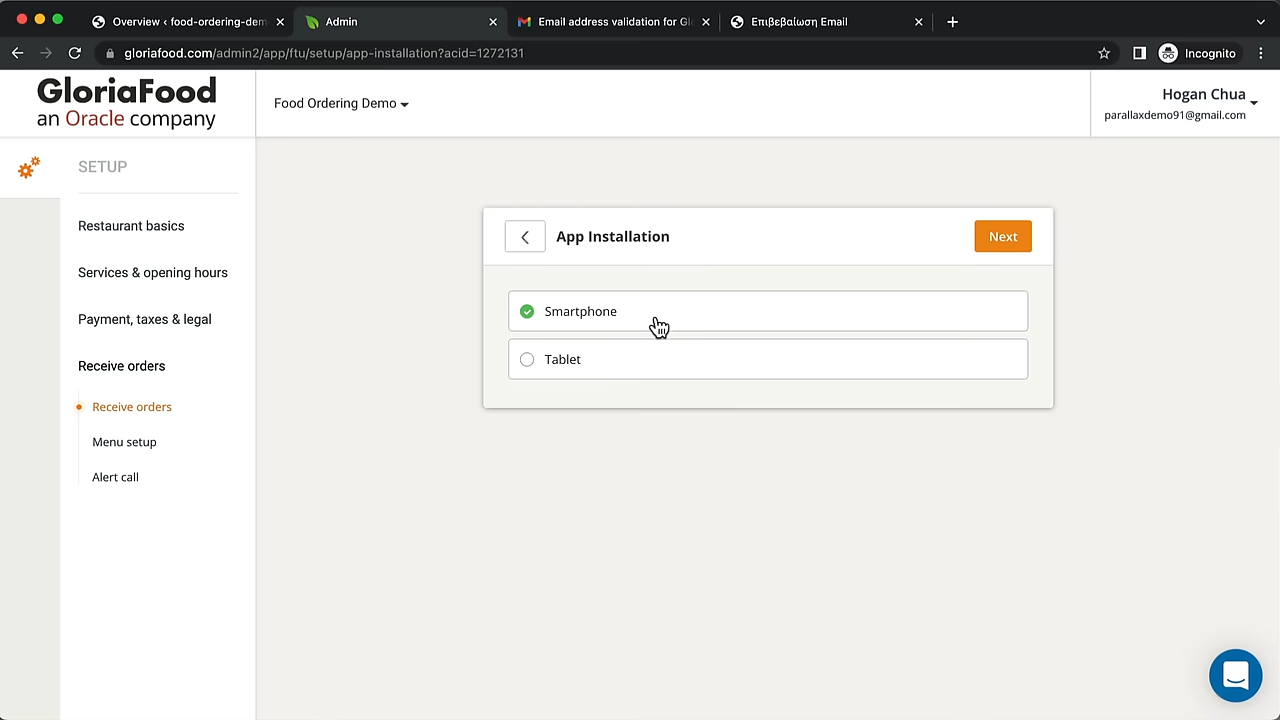 Overview ‹ food-ordering-dem
Admin
Email address validation for Gl
Επιβεβαίωση Email
gloriafood.com/admin2/app/ftu/setup/app-installation?acid=1272131
Incognito
GloriaFood
an Oracle company
Food Ordering Demo
Hogan Chua
parallaxdemo91@gmail.com
SETUP
Restaurant basics
Services & opening hours
Payment, taxes & legal
Receive orders
Receive orders
Menu setup
Alert call
App Installation
Next
Smartphone
Tablet